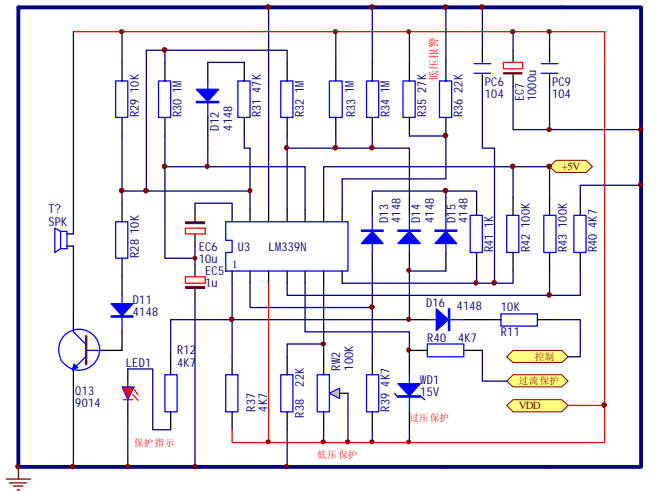 低压报警
R29 10K
R30 1M
D12
4148
R31 47K
R32 1M
R33 1M
R34 1M
R35 27K
R36 22K
PC6
104
EC7
1000u
PC9
104
+5V
T?
SPK
R28 10K
EC6
10u
EC5
1u
U3
LM339N
1
D13
4148
D14
4148
D15
4148
R41 1K
R42 100K
R43 100K
R40 4K7
D11
4148
D16
4148
10K
R11
R40
4K7
控制
过流保护
VDD
LED1
R12
4K7
R37
4K7
R38
22K
RW2
100K
R39 4K7
WD1
15V
Q13
9014
保护指示
过压保护
低压保护